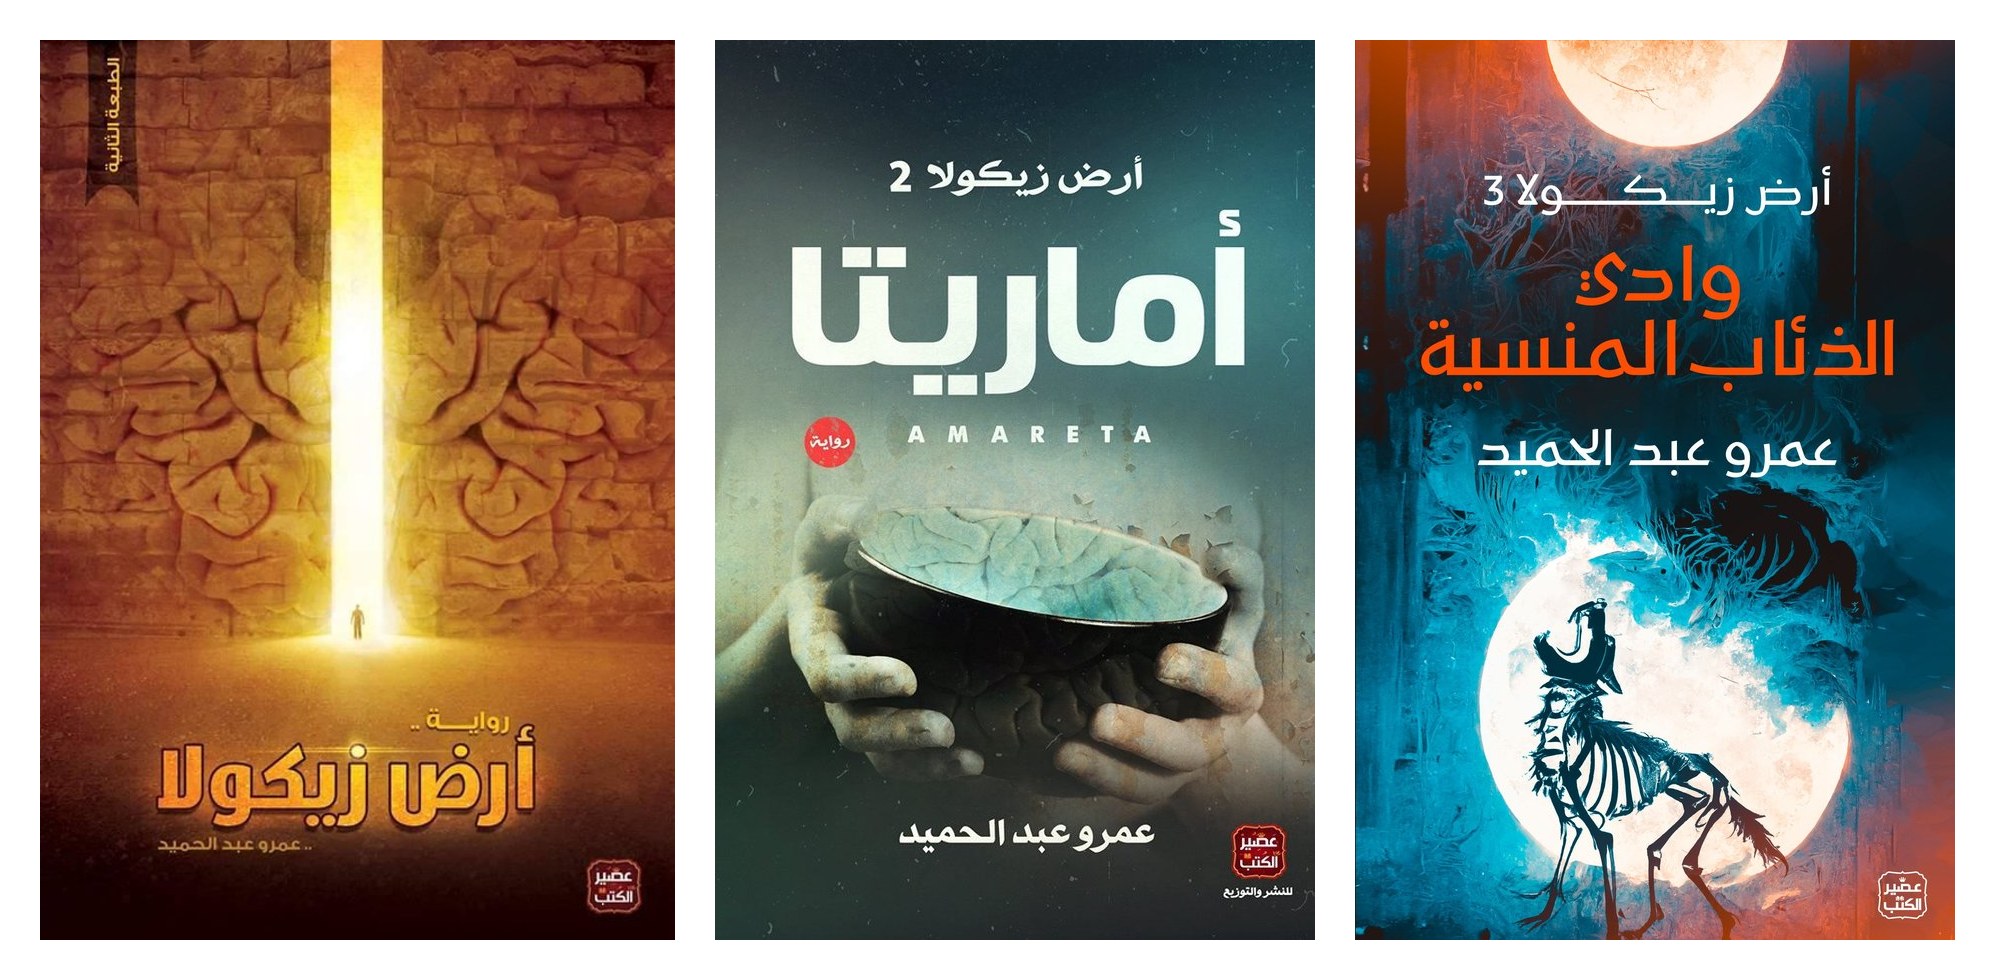 الطبعة الثانية
رواية ..
أرض زيكولا
.. عمرو عبد الحميد
عصير
الكتب
أرض زيكولا 2
أماريتا
AMARETA
رواية
عمرو عبد الحميد
عصير
الكتب
للنشر والتوزيع
أرض زيكولا 3
وادي
الذئاب المنسية
عمرو عبد الحميد
عصير
الكتب